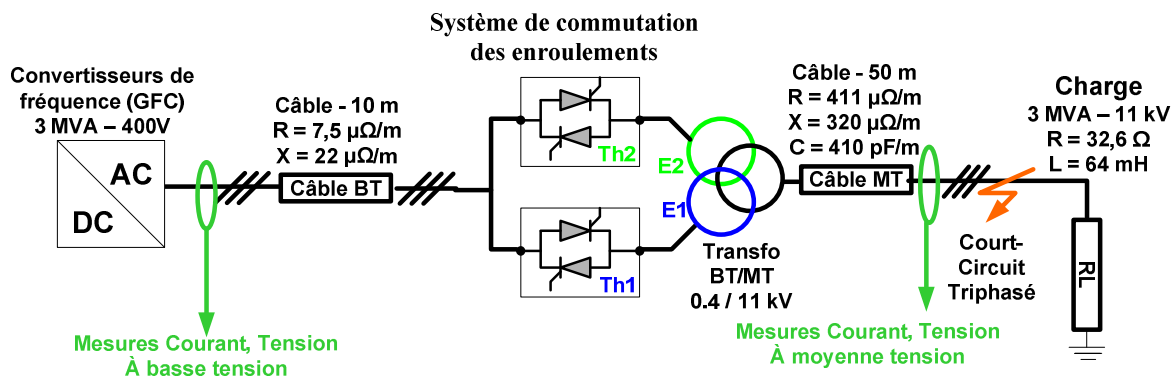 Système de commutation
des enroulements
Convertisseurs de
fréquence (GFC)
3 MVA – 400V
AC
DC
Câble - 10 m
R = 7,5 µΩ/m
X = 22 µΩ/m
Câble BT
Th2
Th1
E2
E1
Transfo
BT/MT
0.4 / 11 kV
Câble - 50 m
R = 411 µΩ/m
X = 320 µΩ/m
C = 410 pF/m
Câble MT
Charge
3 MVA – 11 kV
R = 32,6 Ω
L = 64 mH
Court-
Circuit
Triphasé
RL
Mesures Courant, Tension
À basse tension
Mesures Courant, Tension
À moyenne tension